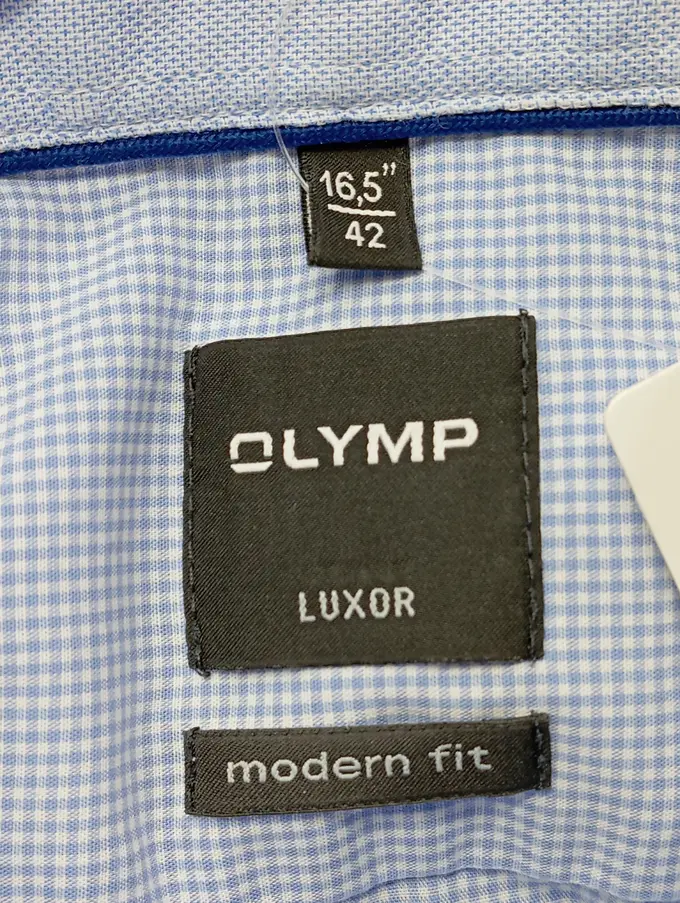 16,5”
42
OLYMP
LUXOR
modern fit